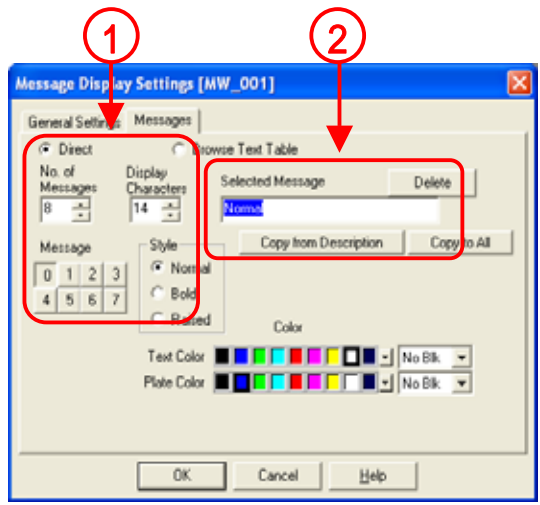 1
2
Message Display Settings [MW_001]
General Settings
Messages
Direct
Browse Text Table
No. of Messages
Display Characters
8
14
Selected Message
Delete
Normal
Copy from Description
Copy to All
Message
0 1 2 3
4 5 6 7
Style
Normal
Bold
Raised
Color
Text Color
No Blk
Plate Color
No Blk
OK
Cancel
Help